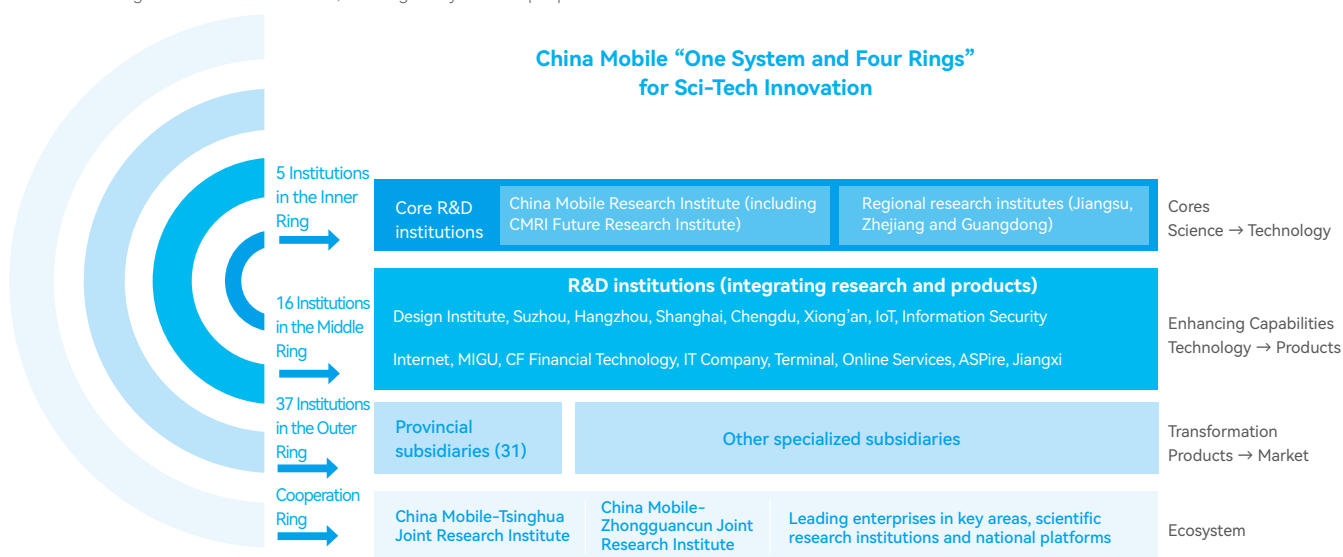 China Mobile “One System and Four Rings”
for Sci-Tech Innovation
5 Institutions
in the Inner
Ring
Core R&D
institutions
China Mobile Research Institute (including
CMRI Future Research Institute)
Regional research institutes (Jiangsu,
Zhejiang and Guangdong)
Cores
Science → Technology
16 Institutions
in the Middle
Ring
R&D institutions (integrating research and products)
Design Institute, Suzhou, Hangzhou, Shanghai, Chengdu, Xiong’an, IoT, Information Security
Internet, MIGU, CF Financial Technology, IT Company, Terminal, Online Services, ASPire, Jiangxi
Enhancing Capabilities
Technology → Products
37 Institutions
in the Outer
Ring
Provincial
subsidiaries (31)
Other specialized subsidiaries
Transformation
Products → Market
Cooperation
Ring
China Mobile-Tsinghua
Joint Research Institute
China Mobile-
Zhongguancun Joint
Research Institute
Leading enterprises in key areas, scientific
research institutions and national platforms
Ecosystem